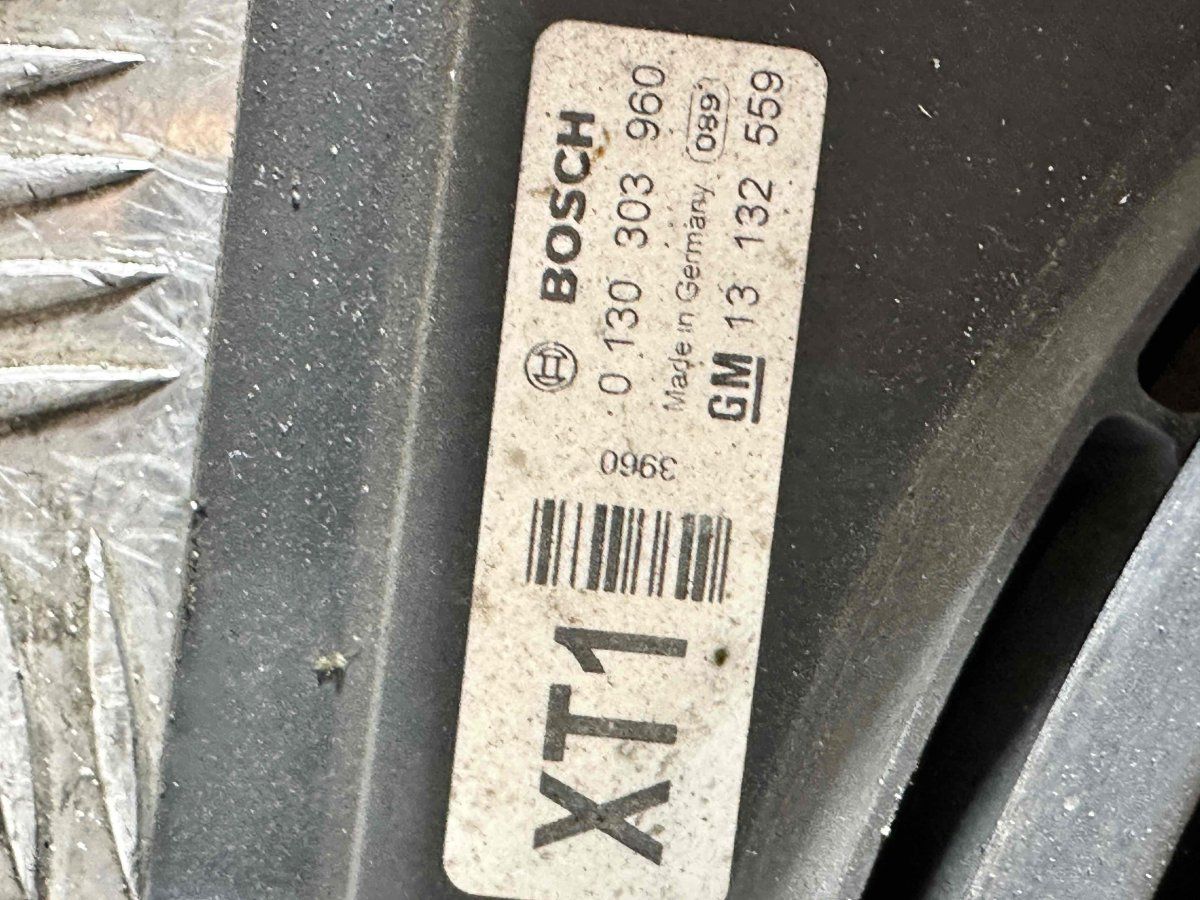 BOSCH
0 130 303 960
Made in Germany 089
GM 13 132 559
3960
XT1